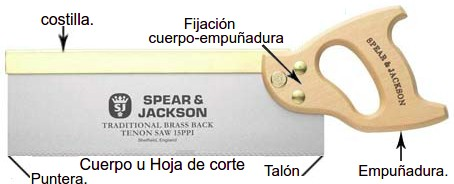 costilla.
Fijación
cuerpo-empuñadura
SPEAR & JACKSON
SJ
SPEAR &
JACKSON
TRADITIONAL BRASS BACK
TENON SAW 15PPI
Sheffield, England
Cuerpo u Hoja de corte
Talón
Puntera.
Empuñadura.